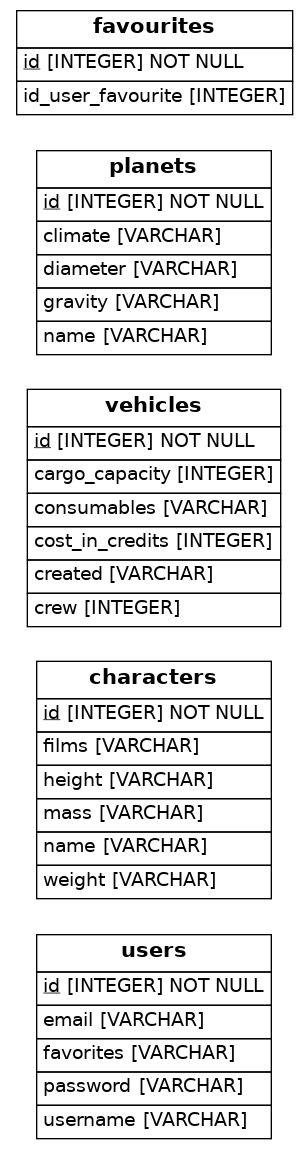 favourites
id [INTEGER] NOT NULL
id_user_favourite [INTEGER]
planets
id [INTEGER] NOT NULL
climate [VARCHAR]
diameter [VARCHAR]
gravity [VARCHAR]
name [VARCHAR]
vehicles
id [INTEGER] NOT NULL
cargo_capacity [INTEGER]
consumables [VARCHAR]
cost_in_credits [INTEGER]
created [VARCHAR]
crew [INTEGER]
characters
id [INTEGER] NOT NULL
films [VARCHAR]
height [VARCHAR]
mass [VARCHAR]
name [VARCHAR]
weight [VARCHAR]
users
id [INTEGER] NOT NULL
email [VARCHAR]
favorites [VARCHAR]
password [VARCHAR]
username [VARCHAR]